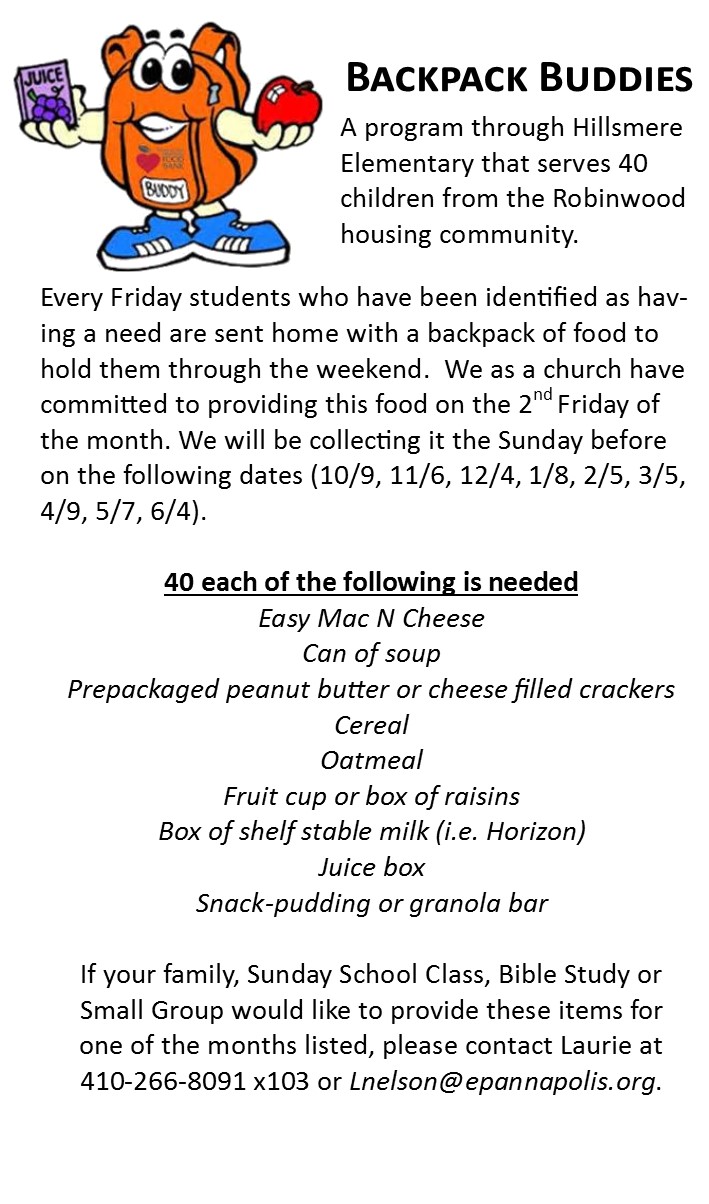 JUICE
FOOD
BANK
BUDDY
BACKPACK BUDDIES
A program through Hillsmere
Elementary that serves 40
children from the Robinwood
housing community.
Every Friday students who have been identified as hav-
ing a need are sent home with a backpack of food to
hold them through the weekend.  We as a church have
committed to providing this food on the 2nd Friday of
the month. We will be collecting it the Sunday before
on the following dates (10/9, 11/6, 12/4, 1/8, 2/5, 3/5,
4/9, 5/7, 6/4).
40 each of the following is needed
Easy Mac N Cheese
Can of soup
Prepackaged peanut butter or cheese filled crackers
Cereal
Oatmeal
Fruit cup or box of raisins
Box of shelf stable milk (i.e. Horizon)
Juice box
Snack-pudding or granola bar
If your family, Sunday School Class, Bible Study or
Small Group would like to provide these items for
one of the months listed, please contact Laurie at
410-266-8091 x103 or Lnelson@epannapolis.org.